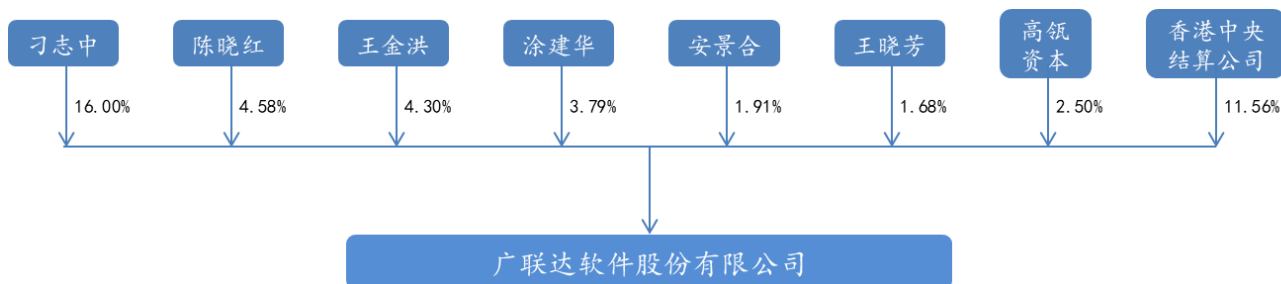 刁志中
陈晓红
王金洪
涂建华
安景合
王晓芳
高瓴
资本
香港中央
结算公司
16.00%
4.58%
4.30%
3.79%
1.91%
1.68%
2.50%
11.56%
广联达软件股份有限公司